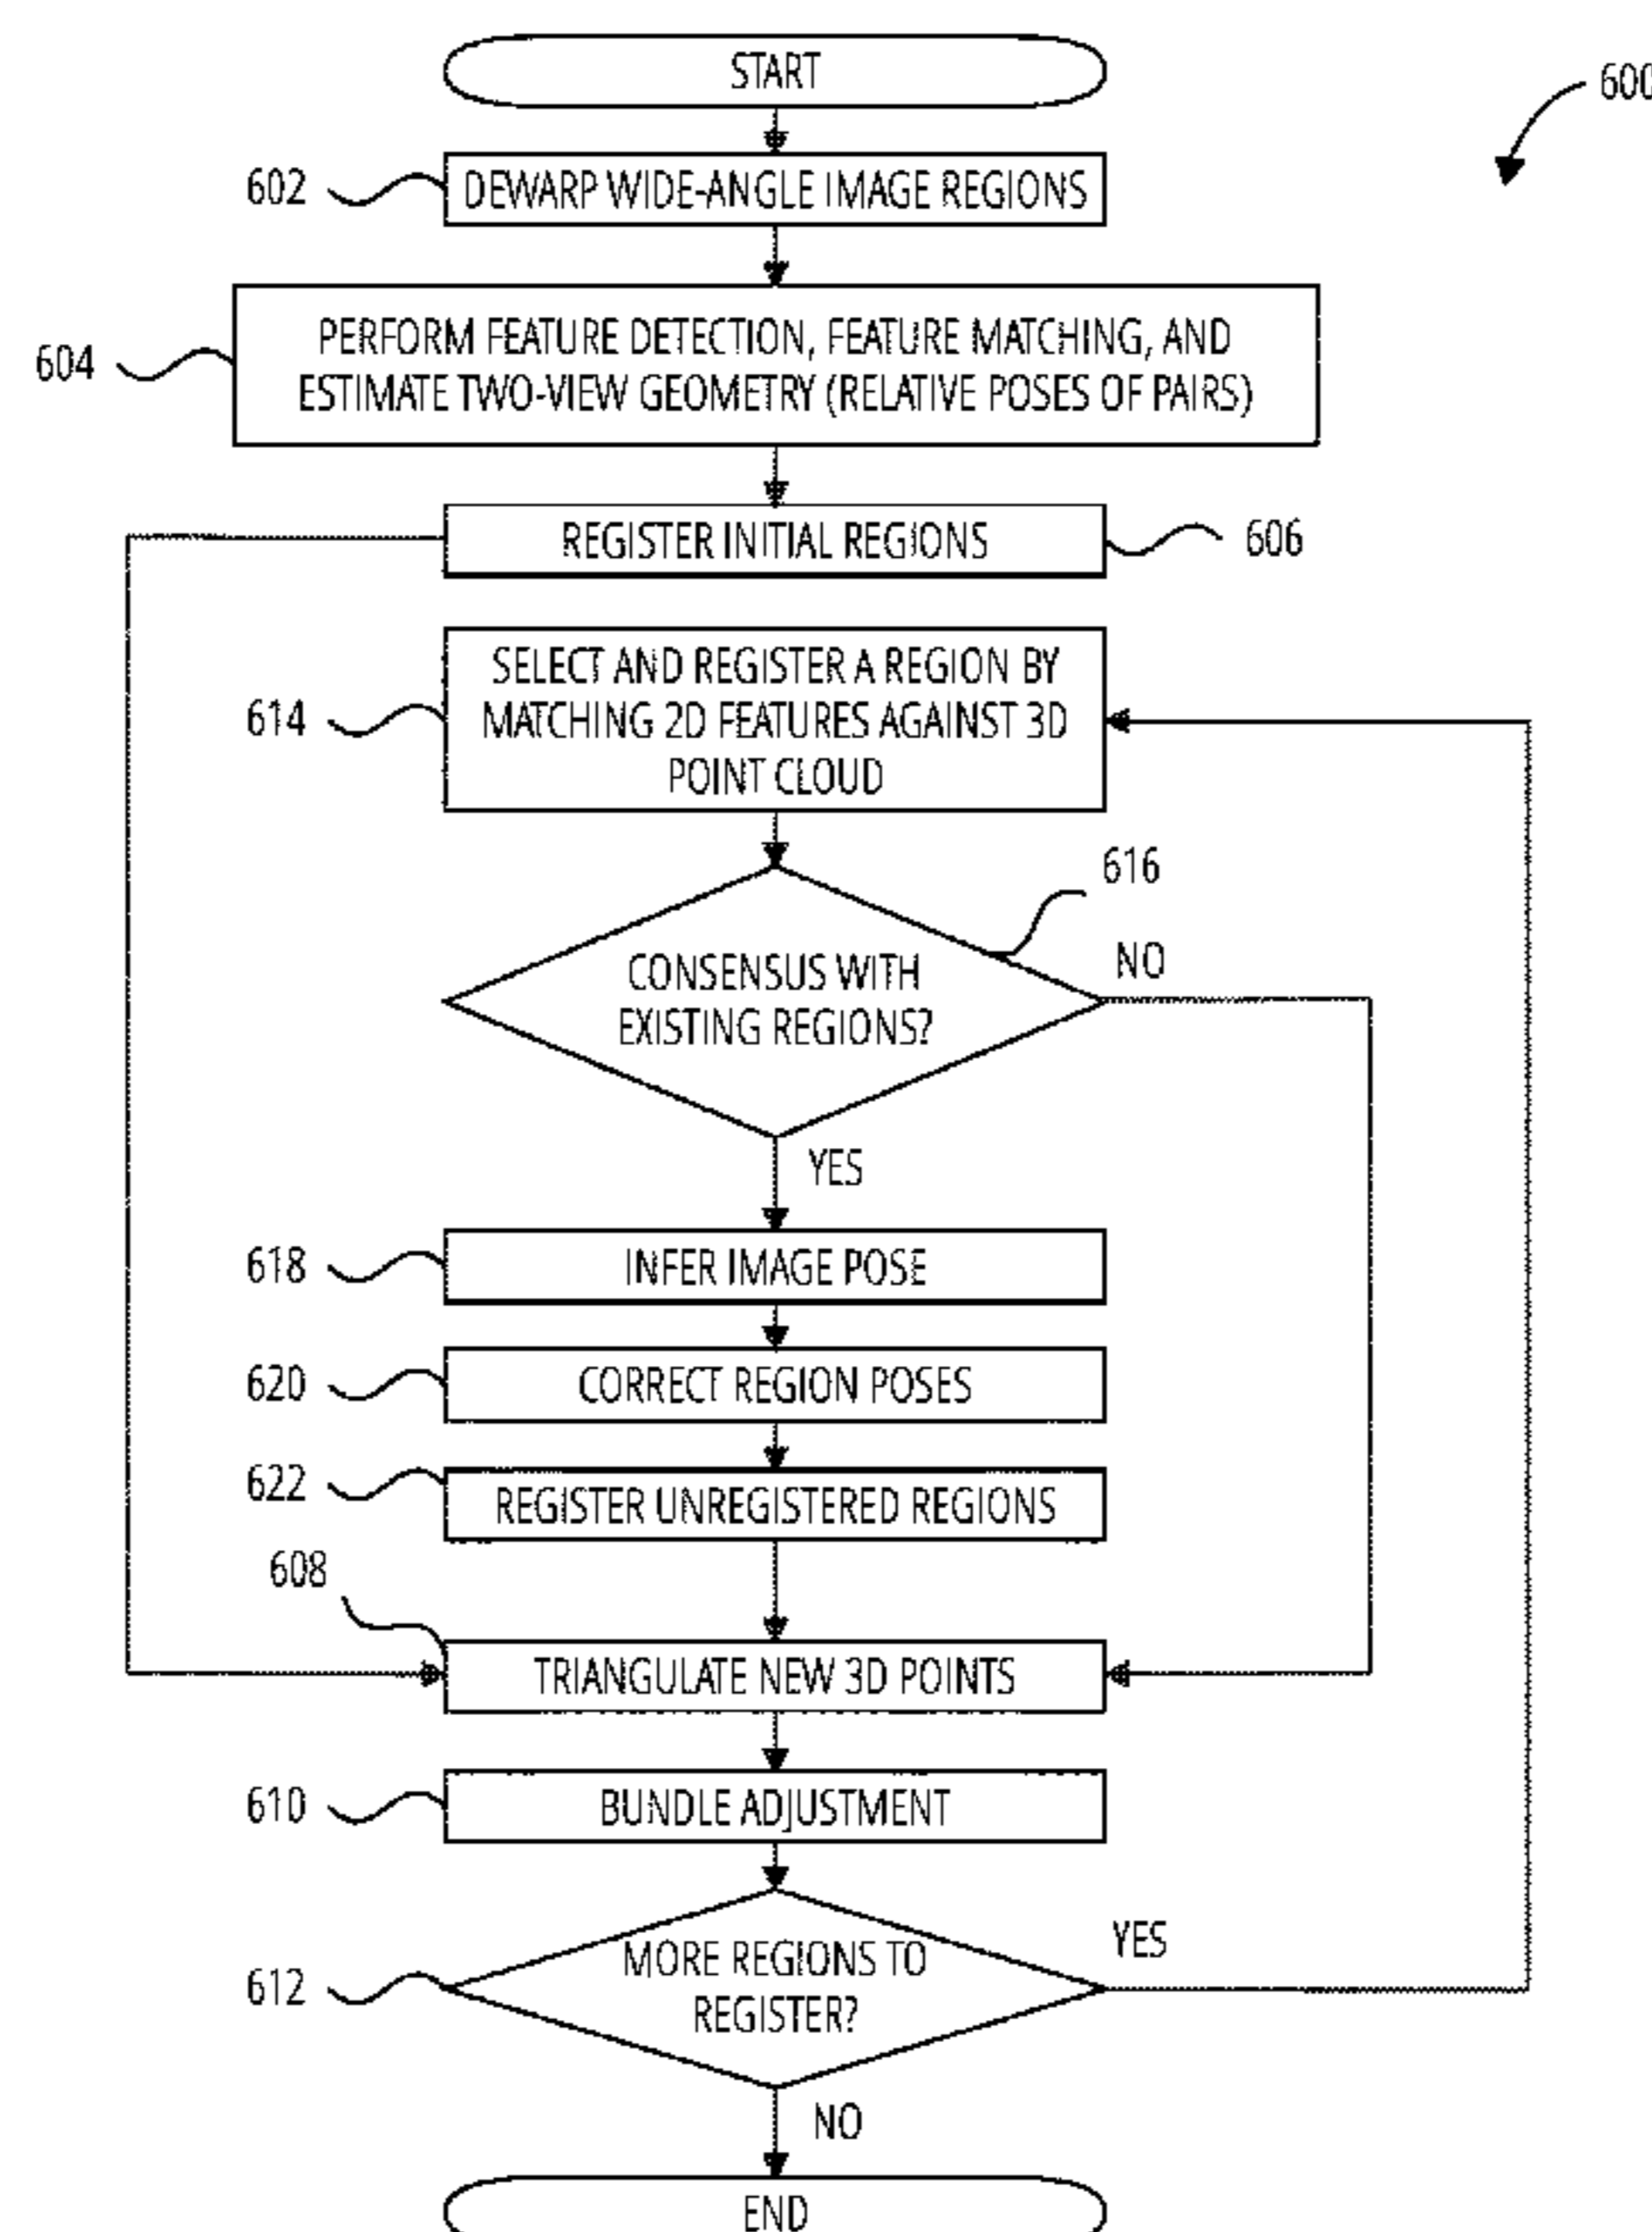 START
600
602
DEWARP WIDE-ANGLE IMAGE REGIONS
604
PERFORM FEATURE DETECTION, FEATURE MATCHING, AND
ESTIMATE TWO-VIEW GEOMETRY (RELATIVE POSES OF PAIRS)
REGISTER INITIAL REGIONS
606
614
SELECT AND REGISTER A REGION BY
MATCHING 2D FEATURES AGAINST 3D
POINT CLOUD
616
NO
CONSENSUS WITH
EXISTING REGIONS?
YES
618
INFER IMAGE POSE
620
CORRECT REGION POSES
622
REGISTER UNREGISTERED REGIONS
608
TRIANGULATE NEW 3D POINTS
610
BUNDLE ADJUSTMENT
612
MORE REGIONS TO
REGISTER?
YES
NO
END